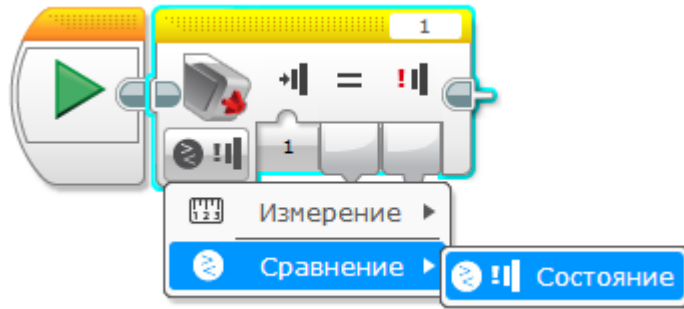 1
1
Измерение
Сравнение
Состояние